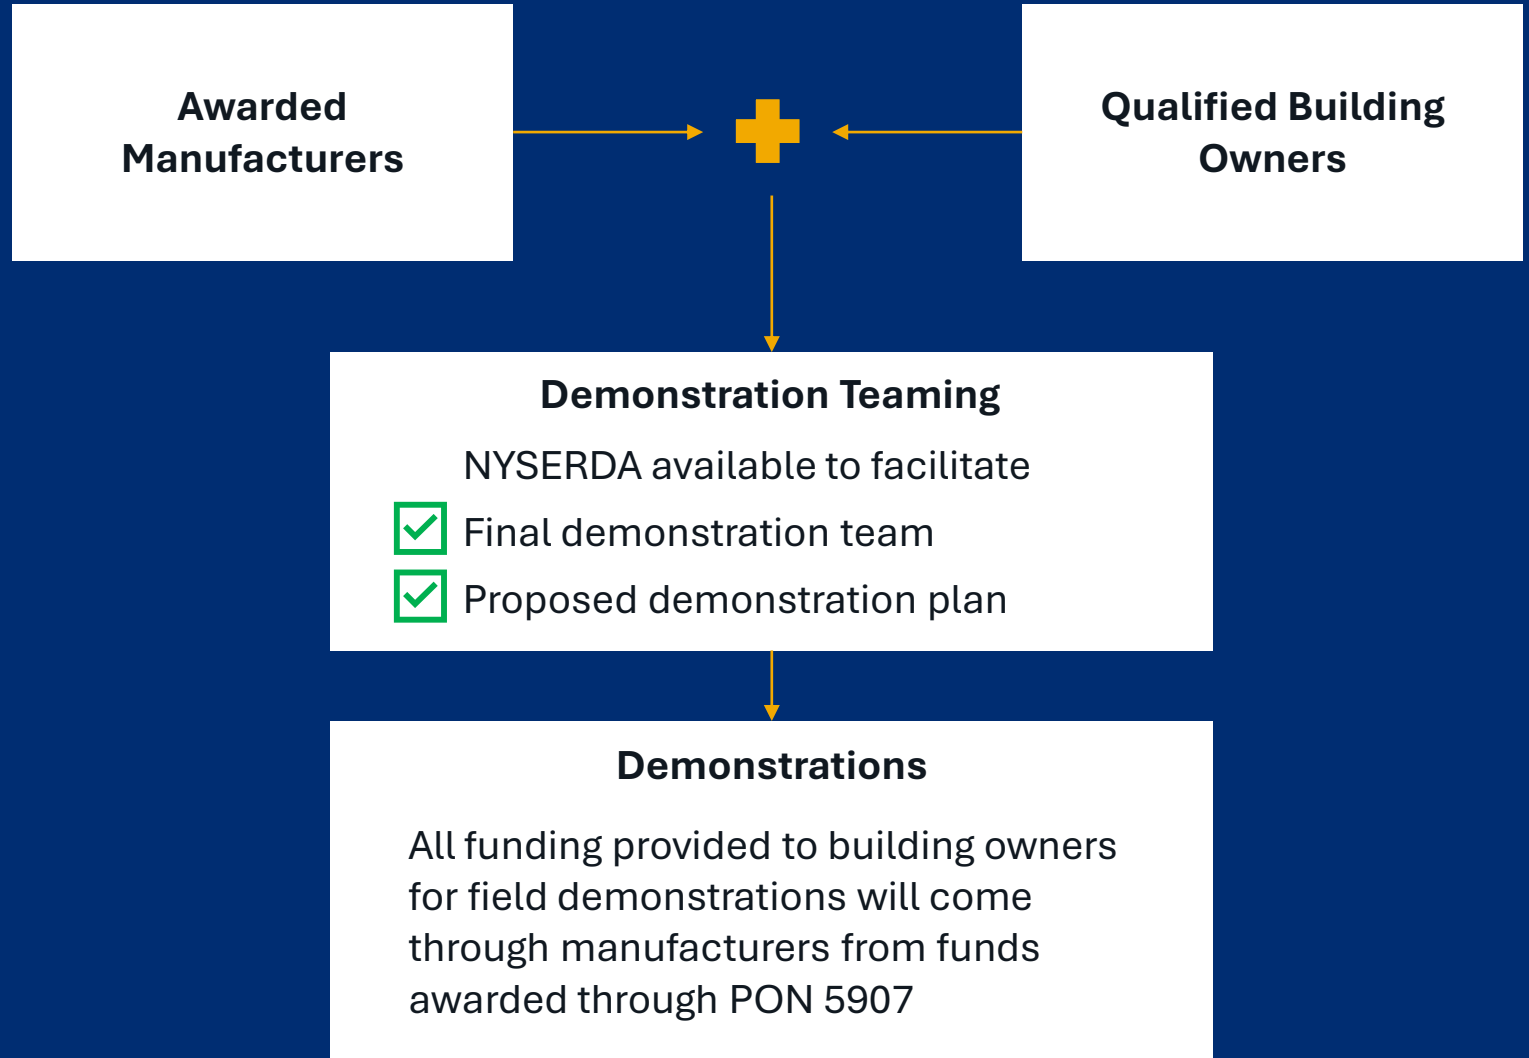 Awarded
Manufacturers
Qualified Building
Owners
Demonstration Teaming
NYSERDA available to facilitate
Final demonstration team
Proposed demonstration plan
Demonstrations
All funding provided to building owners
for field demonstrations will come
through manufacturers from funds
awarded through PON 5907